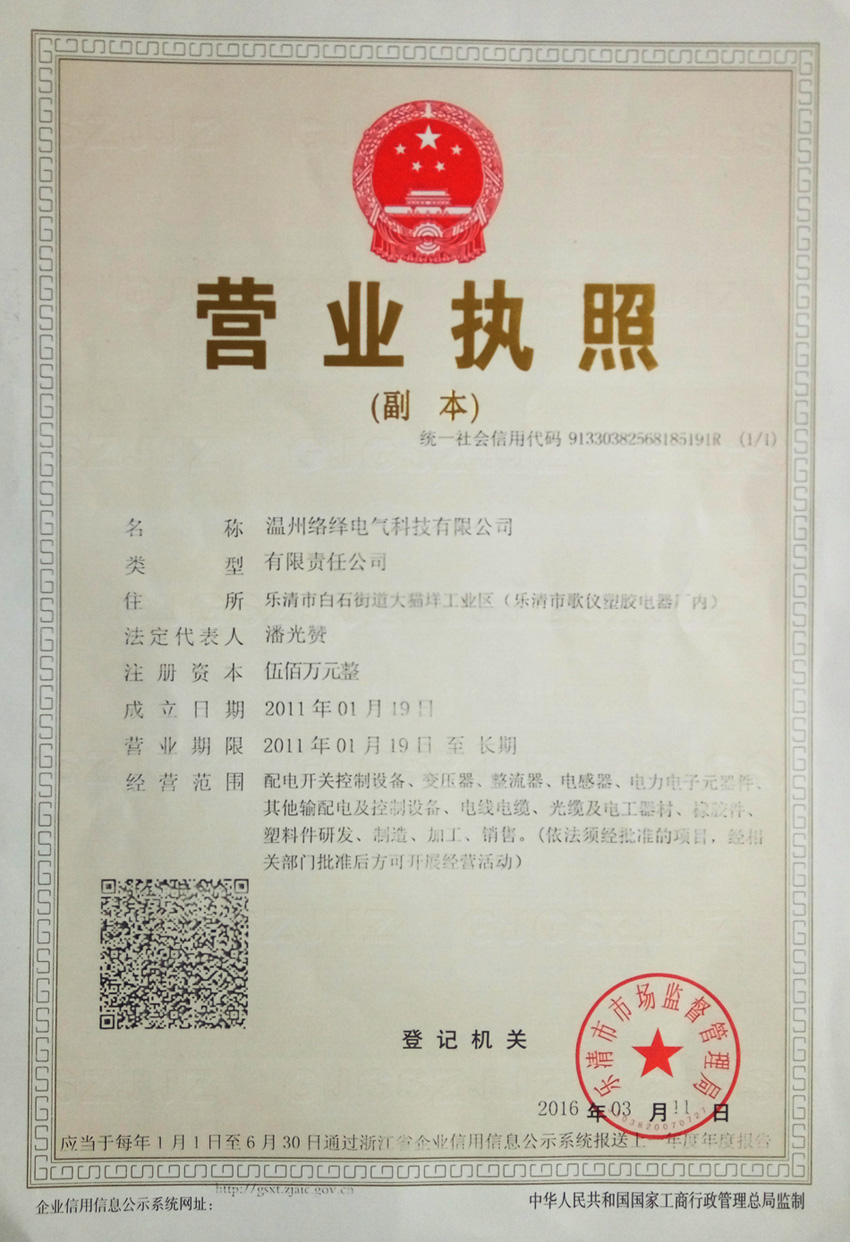 营业执照
(副 本)
统一社会信用代码 91330382568185191R (1/1)
名 称 温州络绎电气科技有限公司
类 型 有限责任公司
住 所 乐清市白石街道大猫垟工业区（乐清市歌仪塑胶电器厂内）
法定代表人 潘光赞
注册资本 伍佰万元整
成立日期 2011年01月19日
营业期限 2011年01月19日 至 长期
经营范围 配电开关控制设备、变压器、整流器、电感器、电力电子元器件、
其他输配电及控制设备、电线电缆、光缆及电工器材、橡胶件、
塑料件研发、制造、加工、销售。(依法须经批准的项目，经相
关部门批准后方可开展经营活动)
登记机关
乐清市市场监督管理局
2016年03月11日
应当于每年1月1日至6月30日通过浙江省企业信用信息公示系统报送上一年度年度报告
http://gsxt.zjaic.gov.cn
企业信用信息公示系统网址：
中华人民共和国国家工商行政管理总局监制